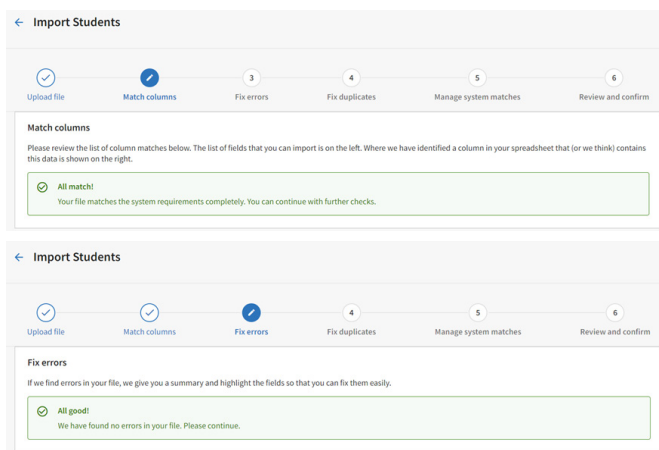 ← Import Students
3 4 5 6
Upload file Match columns Fix errors Fix duplicates Manage system matches Review and confirm
Match columns
Please review the list of column matches below. The list of fields that you can import is on the left. Where we have identified a column in your spreadsheet that (or we think) contains
this data is shown on the right.
All match!
Your file matches the system requirements completely. You can continue with further checks.
← Import Students
4 5 6
Upload file Match columns Fix errors Fix duplicates Manage system matches Review and confirm
Fix errors
If we find errors in your file, we give you a summary and highlight the fields so that you can fix them easily.
All good!
We have found no errors in your file. Please continue.